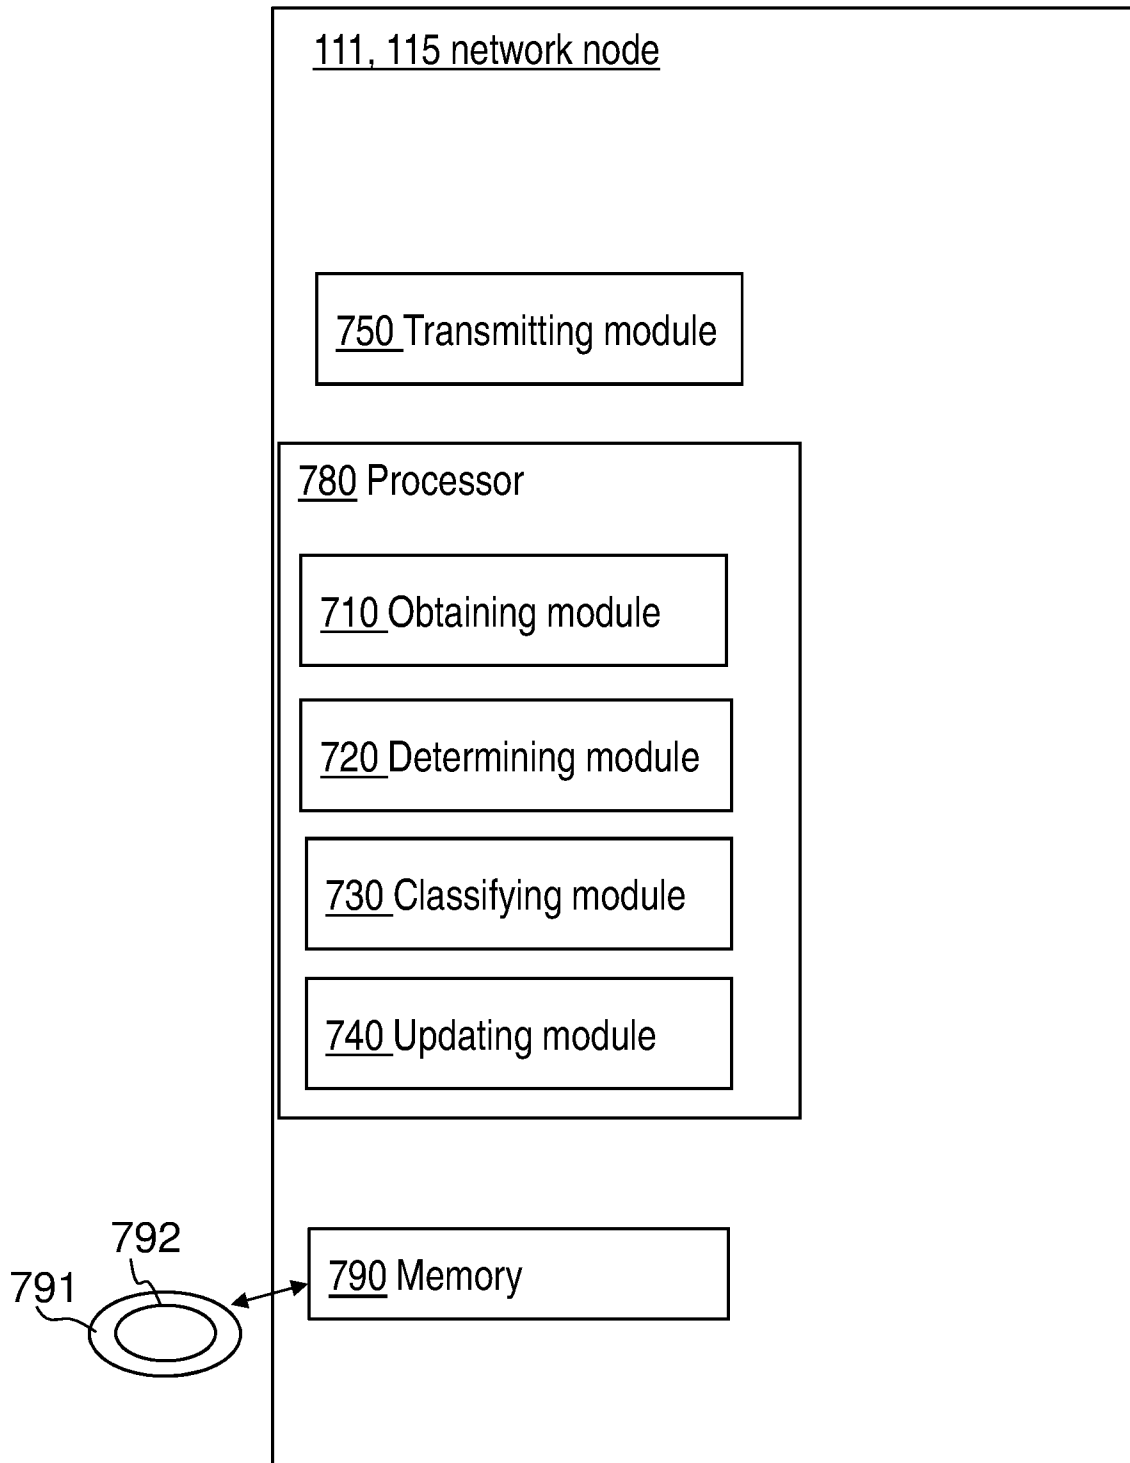 111, 115 network node
750 Transmitting module
780 Processor
710 Obtaining module
720 Determining module
730 Classifying module
740 Updating module
792
791
790 Memory